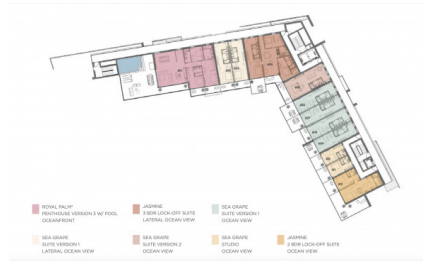 ROYAL PALM*
PENTHOUSE VERSION 3 W/ POOL
OCEANFRONT
JASMINE
3 BDR LOCK-OFF SUITE
LATERAL OCEAN VIEW
SEA GRAPE
SUITE VERSION 1
OCEAN VIEW
SEA GRAPE
SUITE VERSION 1
LATERAL OCEAN VIEW
SEA GRAPE
SUITE VERSION 2
OCEAN VIEW
SEA GRAPE
STUDIO
OCEAN VIEW
JASMINE
2 BDR LOCK-OFF SUITE
OCEAN VIEW